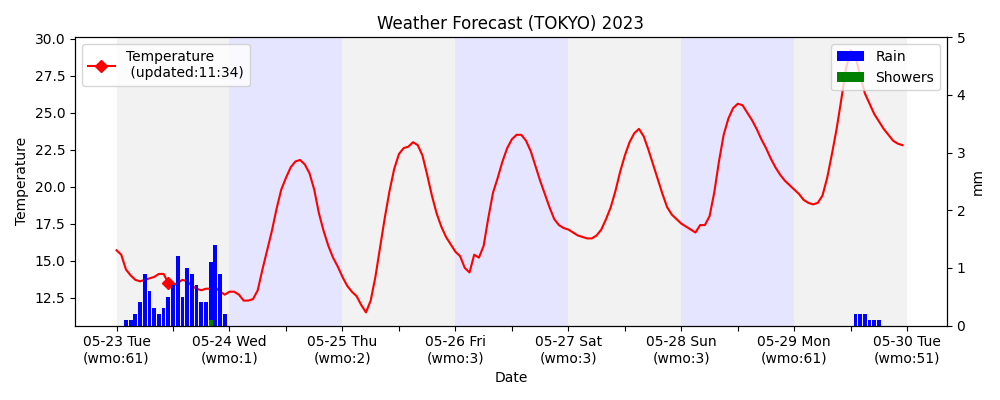 Weather Forecast (TOKYO) 2023
Temperature
(updated:11:34)
Rain
Showers
30.0
27.5
25.0
22.5
20.0
17.5
15.0
12.5
Temperature
5
4
3
2
1
0
mm
05-23 Tue
(wmo:61)
05-24 Wed
(wmo:1)
05-25 Thu
(wmo:2)
05-26 Fri
(wmo:3)
05-27 Sat
(wmo:3)
05-28 Sun
(wmo:3)
05-29 Mon
(wmo:61)
05-30 Tue
(wmo:51)
Date